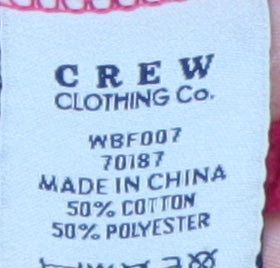 CREW
CLOTHING Co.
WBF007
70187
MADE IN CHINA
50% COTTON
50% POLYESTER